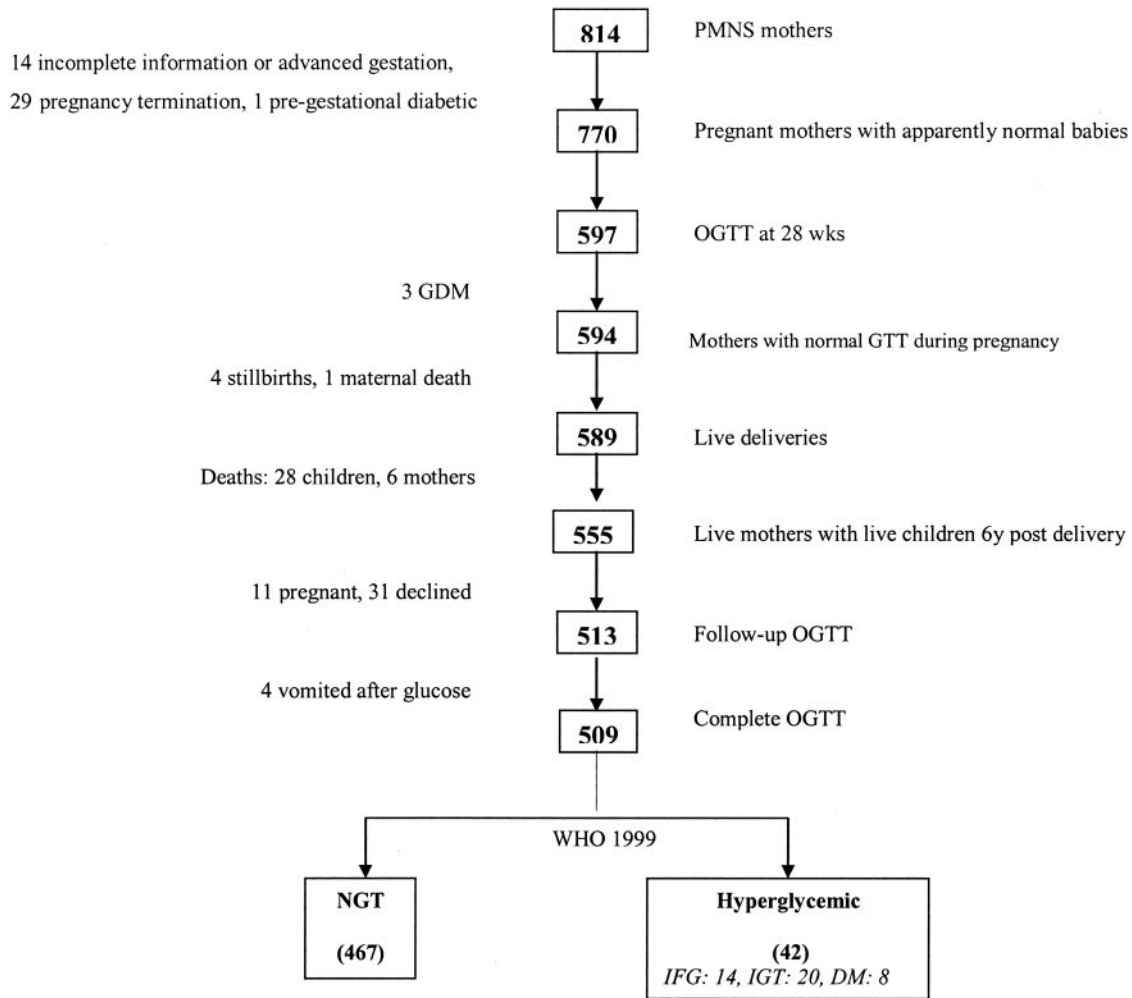 814
PMNS mothers
14 incomplete information or advanced gestation,
29 pregnancy termination, 1 pre-gestational diabetic
770
Pregnant mothers with apparently normal babies
597
OGTT at 28 wks
3 GDM
594
Mothers with normal GTT during pregnancy
4 stillbirths, 1 maternal death
589
Live deliveries
Deaths: 28 children, 6 mothers
555
Live mothers with live children 6y post delivery
11 pregnant, 31 declined
513
Follow-up OGTT
4 vomited after glucose
509
Complete OGTT
WHO 1999
NGT
(467)
Hyperglycemic
(42)
IFG: 14, IGT: 20, DM: 8